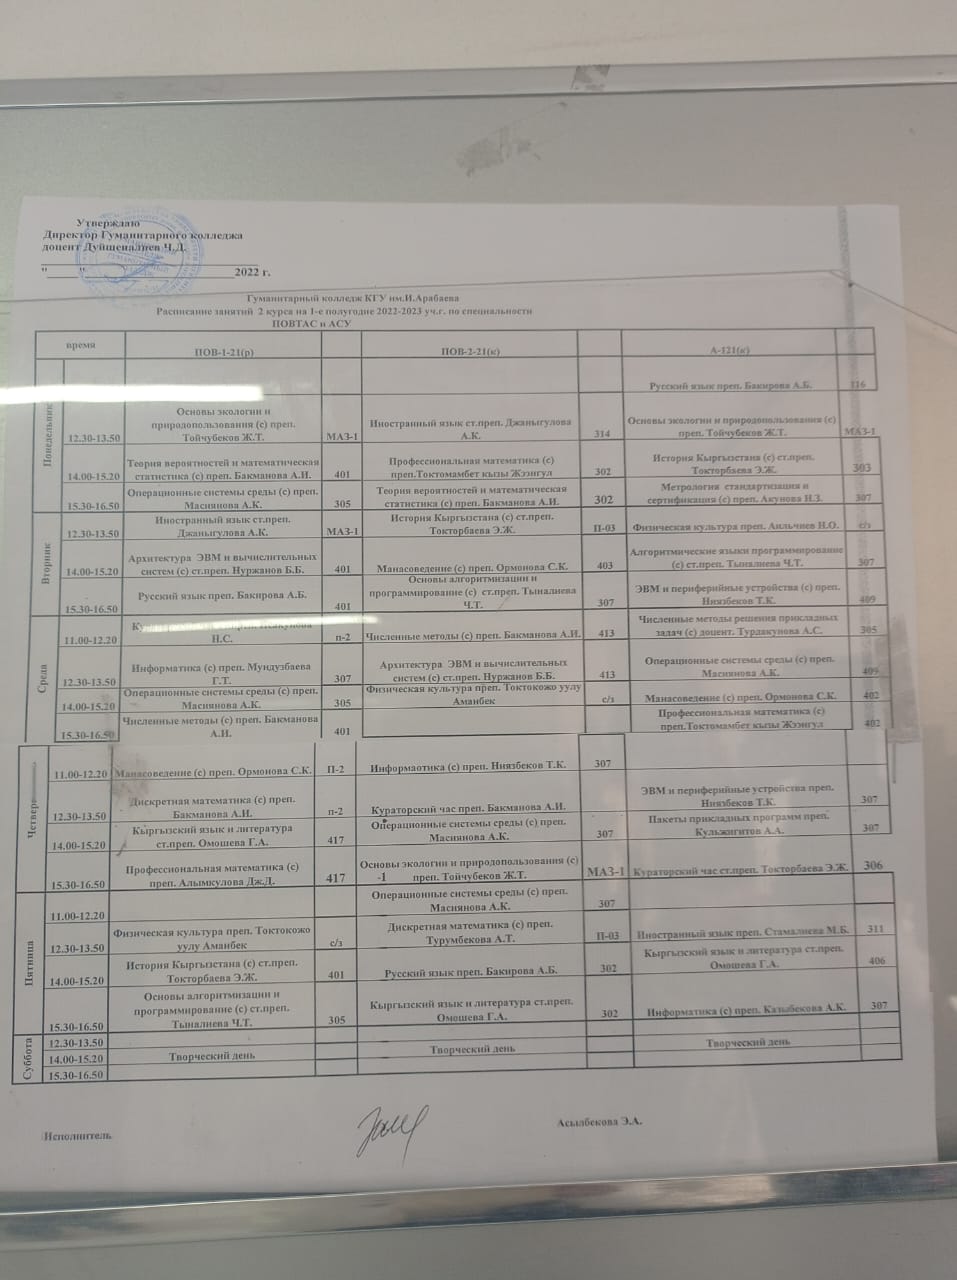 Утверждаю
Директор Гуманитарного колледжа
доцент Дуйшеналиев Ч.Д.
"_____"________________________2022 г.
Гуманитарный колледж КГУ им.И.Арабаева
Расписание занятий 2 курса на 1-е полугодие 2022-2023 уч.г. по специальности
ПОВТАС и АСУ
время ПОВ-1-21(р) ПОВ-2-21(к) А-121(к)
Понедельник
Русский язык преп. Бакирова А.Б. 116
12.30-13.50 Основы экологии и природопользования (с) преп. Тойчубеков Ж.Т. МАЗ-1 Иностранный язык ст.преп. Джаныгулова А.К. 314 Основы экологии и природопользования (с) преп. Тойчубеков Ж.Т. МАЗ-1
14.00-15.20 Теория вероятностей и математическая статистика (с) преп. Бакманова А.И. 401 Профессиональная математика (с) преп.Токтомамбет кызы Жээнгул 302 История Кыргызстана (с) ст.преп. Токторбаева Э.Ж. 303
15.30-16.50 Операционные системы среды (с) преп. Масиянова А.К. 305 Теория вероятностей и математическая статистика (с) преп. Бакманова А.И. 302 Метрология стандартизация и сертификация (с) преп. Акунова Н.З. 307
Вторник
12.30-13.50 Иностранный язык ст.преп. Джаныгулова А.К. МАЗ-1 История Кыргызстана (с) ст.преп. Токторбаева Э.Ж. П-03 Физическая культура преп. Аильчиев Н.О. с/з
14.00-15.20 Архитектура ЭВМ и вычислительных систем (с) ст.преп. Нуржанов Б.Б. 401 Манасоведение (с) преп. Ормонова С.К. 403 Алгоритмические языки программирование (с) ст.преп. Тыналиева Ч.Т. 307
15.30-16.50 Русский язык преп. Бакирова А.Б. 401 Основы алгоритмизации и программирование (с) ст.преп. Тыналиева Ч.Т. 307 ЭВМ и периферийные устройства (с) преп. Ниязбеков Т.К. 409
Среда
11.00-12.20 Н.С. п-2 Численные методы (с) преп. Бакманова А.И. 413 Численные методы решения прикладных задач (с) доцент. Турдакунова А.С. 305
12.30-13.50 Информатика (с) преп. Мундузбаева Г.Т. 307 Архитектура ЭВМ и вычислительных систем (с) ст.преп. Нуржанов Б.Б. 413 Операционные системы среды (с) преп. Масиянова А.К. 409
14.00-15.20 Операционные системы среды (с) преп. Масиянова А.К. 305 Физическая культура преп. Токтокожо уулу Аманбек с/з Манасоведение (с) преп. Ормонова С.К. 402
15.30-16.50 Численные методы (с) преп. Бакманова А.И. 401 Профессиональная математика (с) преп.Токтомамбет кызы Жээнгул 402
Четверг
11.00-12.20 Манасоведение (с) преп. Ормонова С.К. П-2 Информаотика (с) преп. Ниязбеков Т.К. 307
12.30-13.50 Дискретная математика (с) преп. Бакманова А.И. п-2 Кураторский час преп. Бакманова А.И. ЭВМ и периферийные устройства преп. Ниязбеков Т.К. 307
14.00-15.20 Кыргызский язык и литература ст.преп. Омошева Г.А. 417 Операционные системы среды (с) преп. Масиянова А.К. 307 Пакеты прикладных программ преп. Кульжигитов А.А. 307
15.30-16.50 Профессиональная математика (с) преп. Алымкулова Дж.Д. 417 Основы экологии и природопользования (с) -1 преп. Тойчубеков Ж.Т. МАЗ-1 Кураторский час ст.преп. Токторбаева Э.Ж. 306
Пятница
11.00-12.20 Операционные системы среды (с) преп. Масиянова А.К. 307
12.30-13.50 Физическая культура преп. Токтокожо уулу Аманбек с/з Дискретная математика (с) преп. Турумбекова А.Т. П-03 Иностранный язык преп. Стамалиева М.Б. 311
14.00-15.20 История Кыргызстана (с) ст.преп. Токторбаева Э.Ж. 401 Русский язык преп. Бакирова А.Б. 302 Кыргызский язык и литература ст.преп. Омошева Г.А. 406
15.30-16.50 Основы алгоритмизации и программирование (с) ст.преп. Тыналиева Ч.Т. 305 Кыргызский язык и литература ст.преп. Омошева Г.А. 302 Информатика (с) преп. Казыбекова А.К. 307
Суббота
12.30-13.50
14.00-15.20 Творческий день Творческий день Творческий день
15.30-16.50
Исполнитель Асылбекова Э.А.